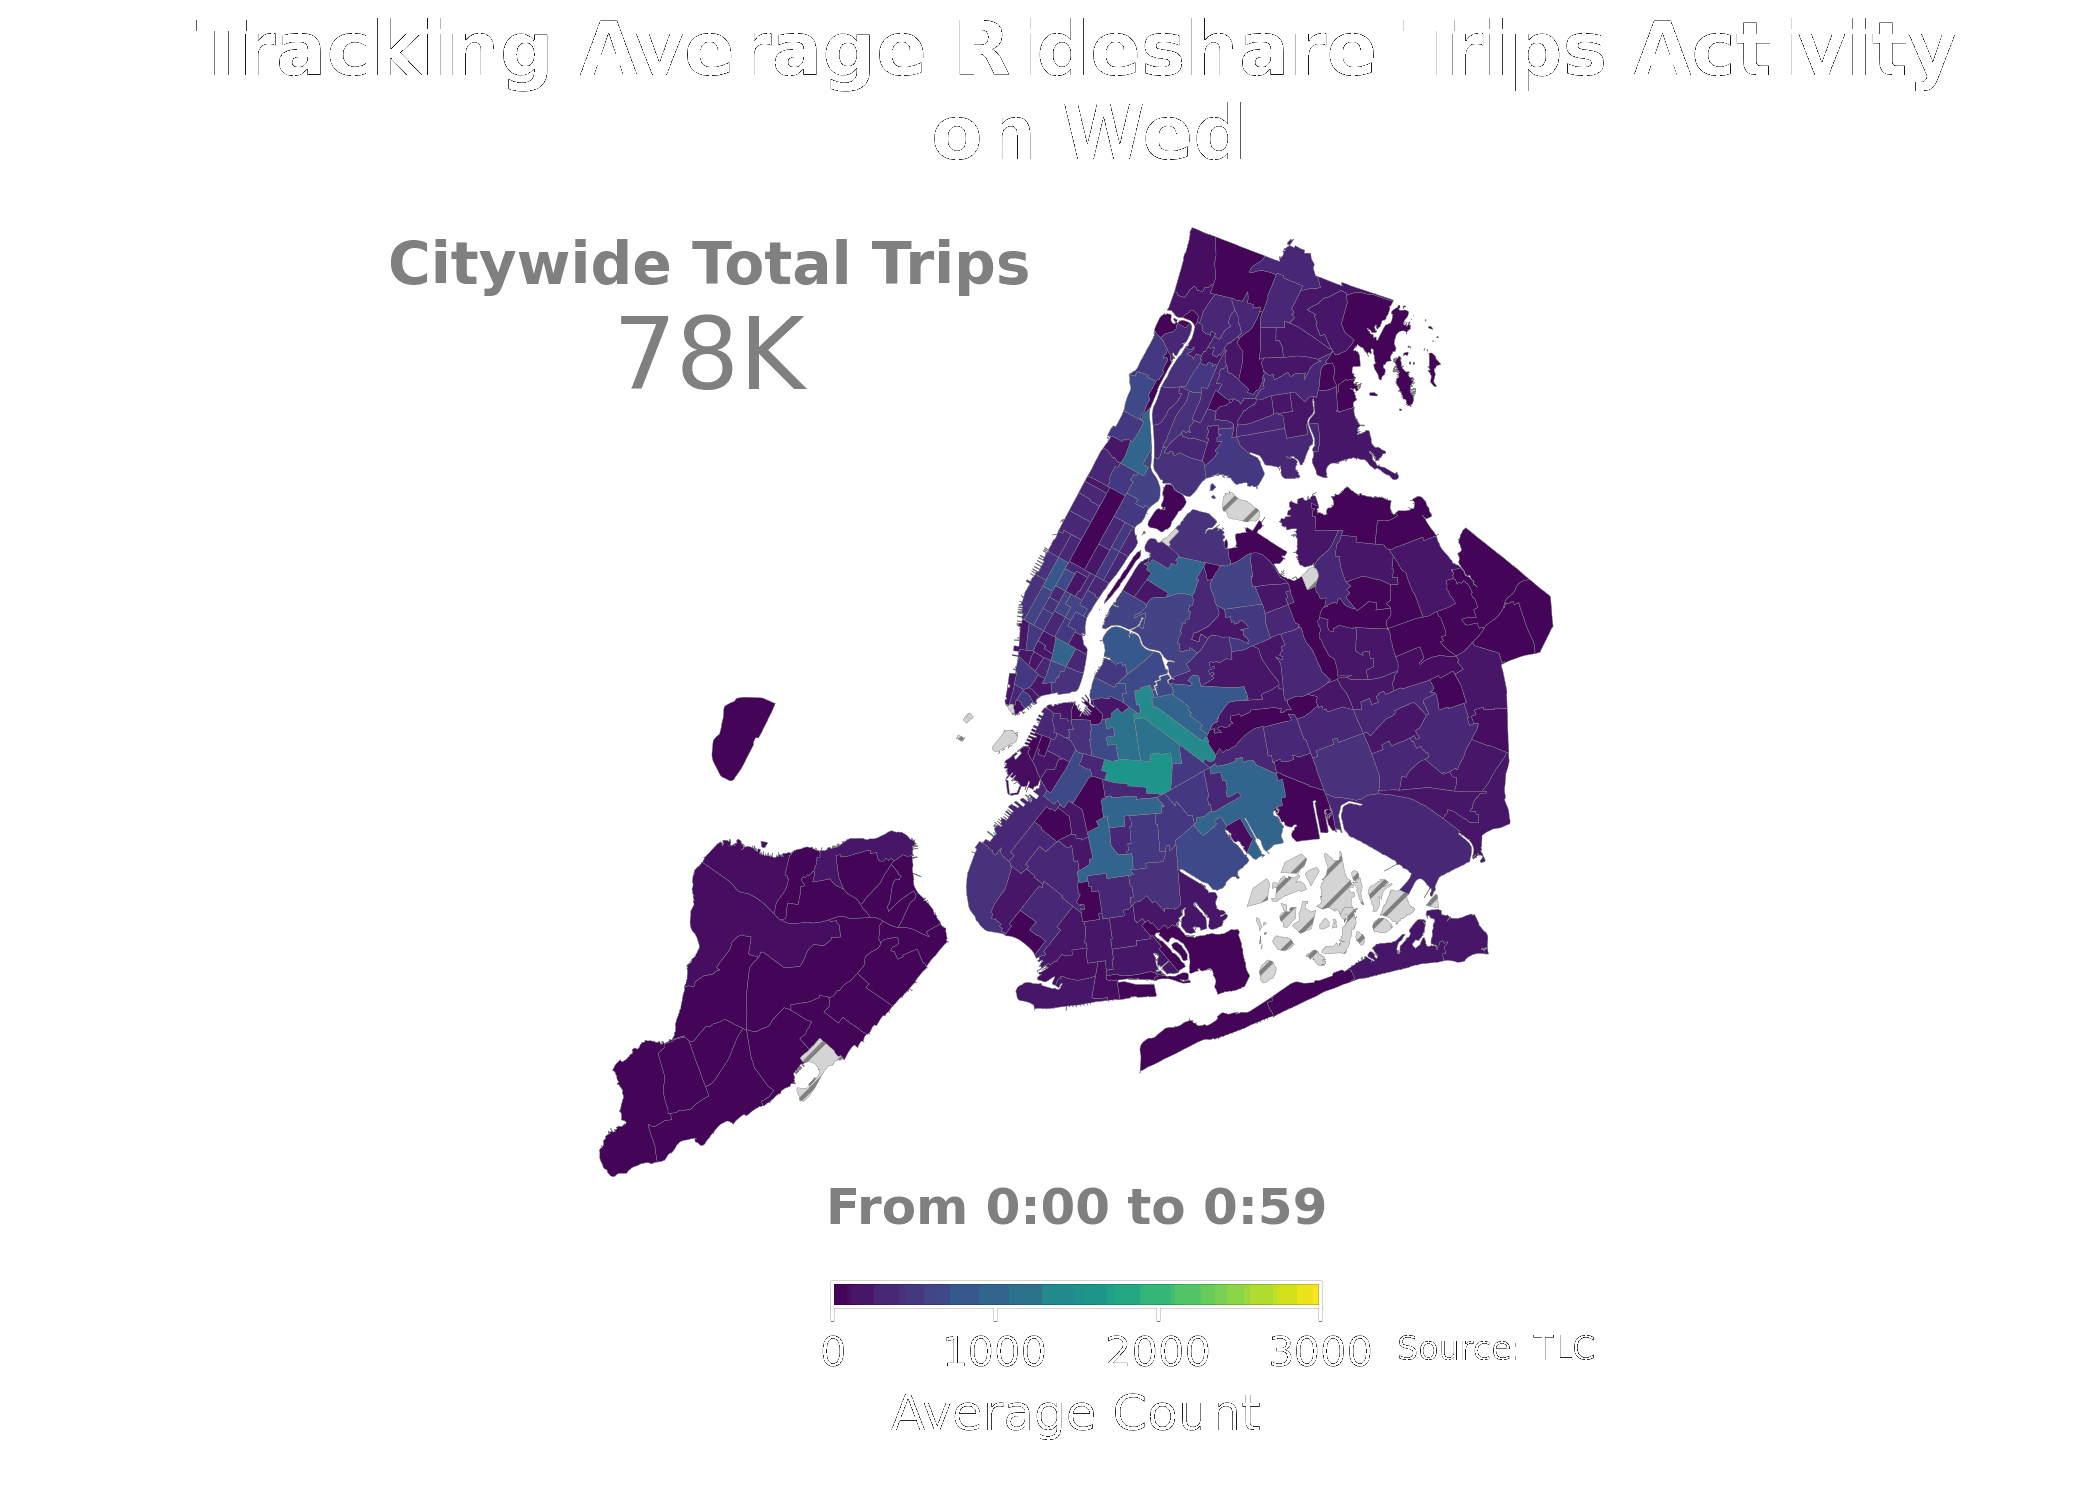 Tracking Average Rideshare Trips Activity
on Wed
Citywide Total Trips
78K
From 0:00 to 0:59
0 1000 2000 3000 Source: TLC
Average Count